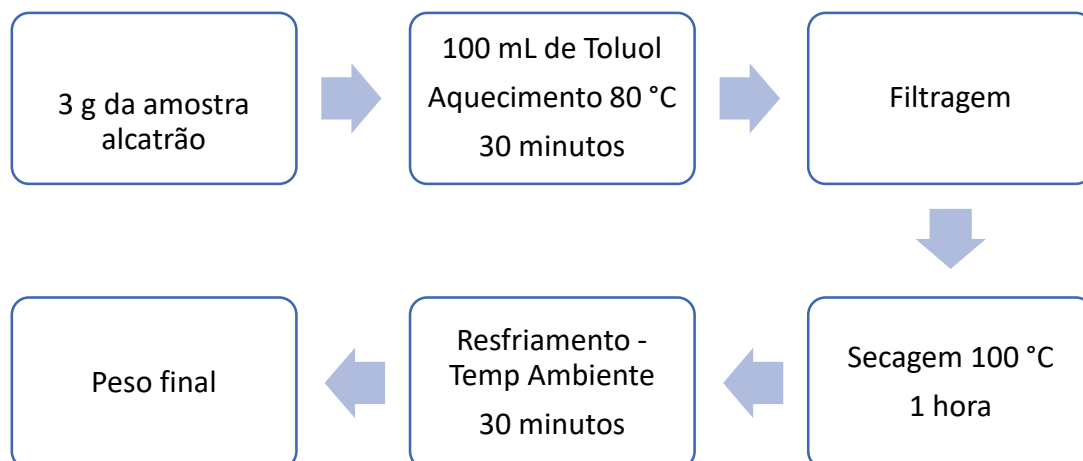 3 g da amostra
alcatrão
100 mL de Toluol
Aquecimento 80 °C
30 minutos
Filtragem
Secagem 100 °C
1 hora
Resfriamento -
Temp Ambiente
30 minutos
Peso final